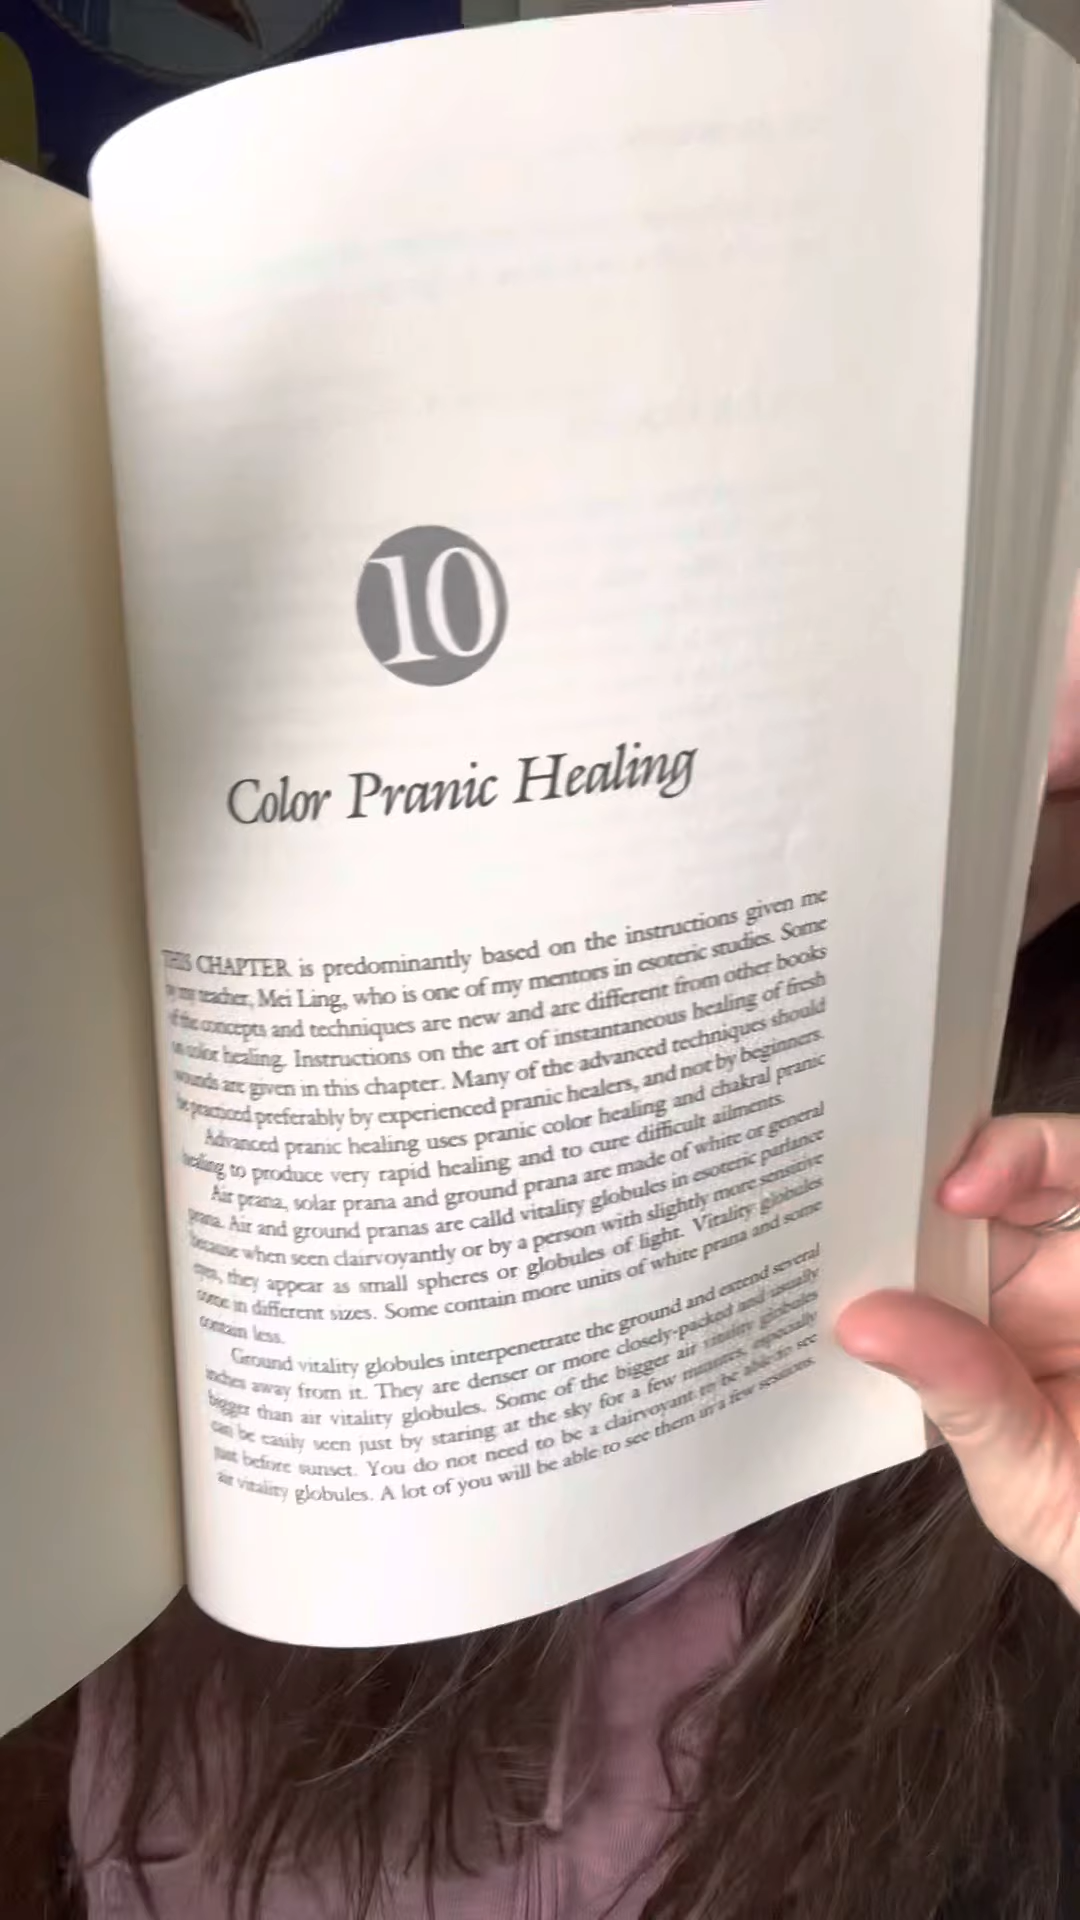 10
Color Pranic Healing
THIS CHAPTER is predominantly based on the instructions given me
by my teacher, Mei Ling, who is one of my mentors in esoteric studies. Some
of the concepts and techniques are new and are different from other books
on color healing. Instructions on the art of instantaneous healing of fresh
wounds are given in this chapter. Many of the advanced techniques should
be practiced preferably by experienced pranic healers, and not by beginners.
Advanced pranic healing uses pranic color healing and chakral pranic
healing to produce very rapid healing and to cure difficult ailments.
Air prana, solar prana and ground prana are made of white or general
prana. Air and ground pranas are calld vitality globules in esoteric parlance
because when seen clairvoyantly or by a person with slightly more sensitive
eyes, they appear as small spheres or globules of light. Vitality globules
come in different sizes. Some contain more units of white prana and some
contain less.
Ground vitality globules interpenetrate the ground and extend several
inches away from it. They are denser or more closely-packed and usually
bigger than air vitality globules. Some of the bigger air vitality globules
can be easily seen just by staring at the sky for a few minutes, especially
just before sunset. You do not need to be a clairvoyant to be able to see
air vitality globules. A lot of you will be able to see them in a few sessions.